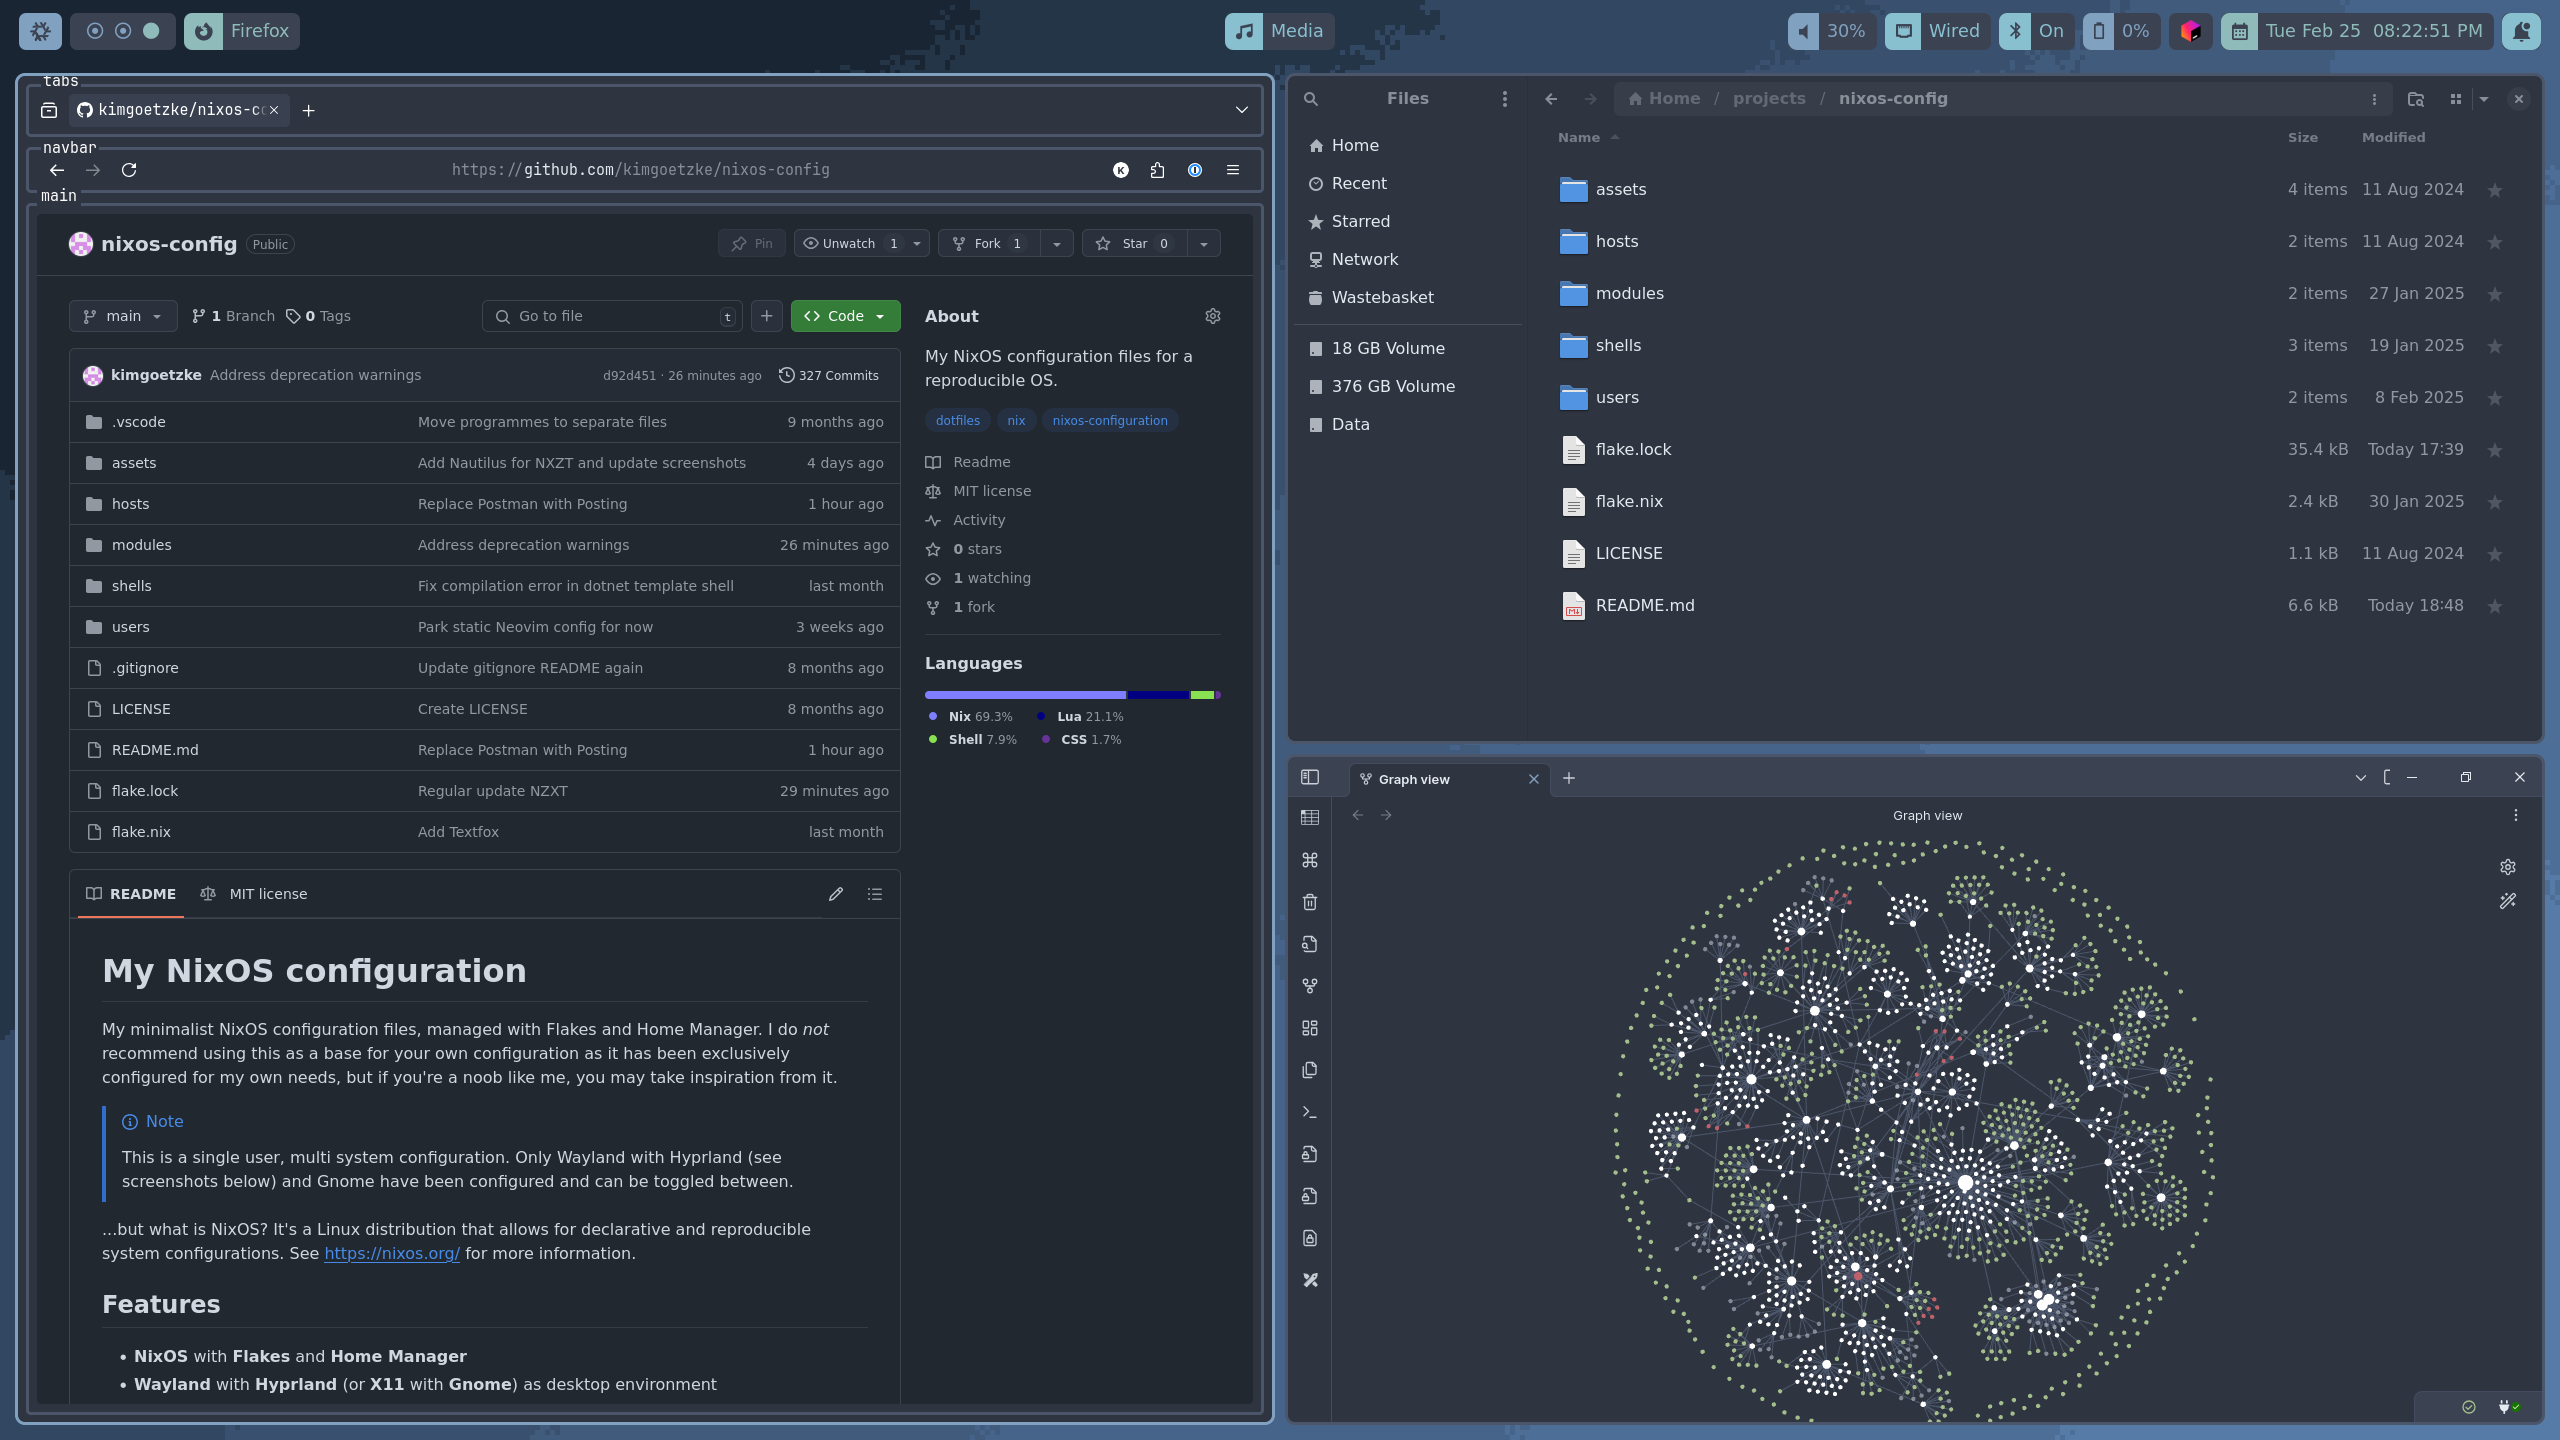 Firefox
Media
30%
Wired
On
0%
Tue Feb 25 08:22:51 PM
tabs
kimgoetzke/nixos-co
navbar
https://github.com/kimgoetzke/nixos-config
main
nixos-config Public
Pin
Unwatch 1
Fork 1
Star 0
main
1 Branch
0 Tags
Go to file t
Code
kimgoetzke Address deprecation warnings d92d451 · 26 minutes ago 327 Commits
.vscode Move programmes to separate files 9 months ago
assets Add Nautilus for NXZT and update screenshots 4 days ago
hosts Replace Postman with Posting 1 hour ago
modules Address deprecation warnings 26 minutes ago
shells Fix compilation error in dotnet template shell last month
users Park static Neovim config for now 3 weeks ago
.gitignore Update gitignore README again 8 months ago
LICENSE Create LICENSE 8 months ago
README.md Replace Postman with Posting 1 hour ago
flake.lock Regular update NZXT 29 minutes ago
flake.nix Add Textfox last month
README
MIT license
My NixOS configuration
My minimalist NixOS configuration files, managed with Flakes and Home Manager. I do not
recommend using this as a base for your own configuration as it has been exclusively
configured for my own needs, but if you're a noob like me, you may take inspiration from it.
Note
This is a single user, multi system configuration. Only Wayland with Hyprland (see
screenshots below) and Gnome have been configured and can be toggled between.
...but what is NixOS? It's a Linux distribution that allows for declarative and reproducible
system configurations. See https://nixos.org/ for more information.
Features
• NixOS with Flakes and Home Manager
• Wayland with Hyprland (or X11 with Gnome) as desktop environment
About
My NixOS configuration files for a
reproducible OS.
dotfiles nix nixos-configuration
Readme
MIT license
Activity
0 stars
1 watching
1 fork
Languages
Nix 69.3% Lua 21.1%
Shell 7.9% CSS 1.7%
Files
Home
Recent
Starred
Network
Wastebasket
18 GB Volume
376 GB Volume
Data
Home / projects / nixos-config
Name Size Modified
assets 4 items 11 Aug 2024
hosts 2 items 11 Aug 2024
modules 2 items 27 Jan 2025
shells 3 items 19 Jan 2025
users 2 items 8 Feb 2025
flake.lock 35.4 kB Today 17:39
flake.nix 2.4 kB 30 Jan 2025
LICENSE 1.1 kB 11 Aug 2024
README.md 6.6 kB Today 18:48
Graph view
Graph view